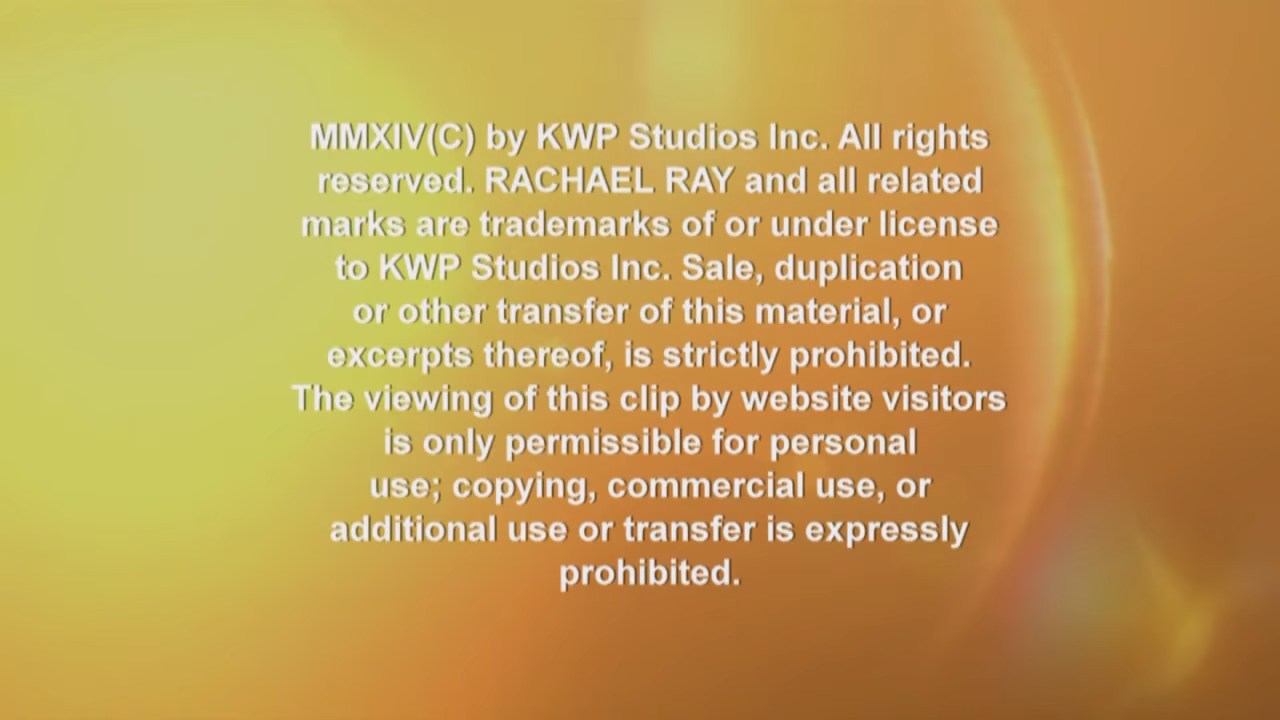 MMXIV(C) by KWP Studios Inc. All rights
reserved. RACHAEL RAY and all related
marks are trademarks of or under license
to KWP Studios Inc. Sale, duplication
or other transfer of this material, or
excerpts thereof, is strictly prohibited.
The viewing of this clip by website visitors
is only permissible for personal
use; copying, commercial use, or
additional use or transfer is expressly
prohibited.